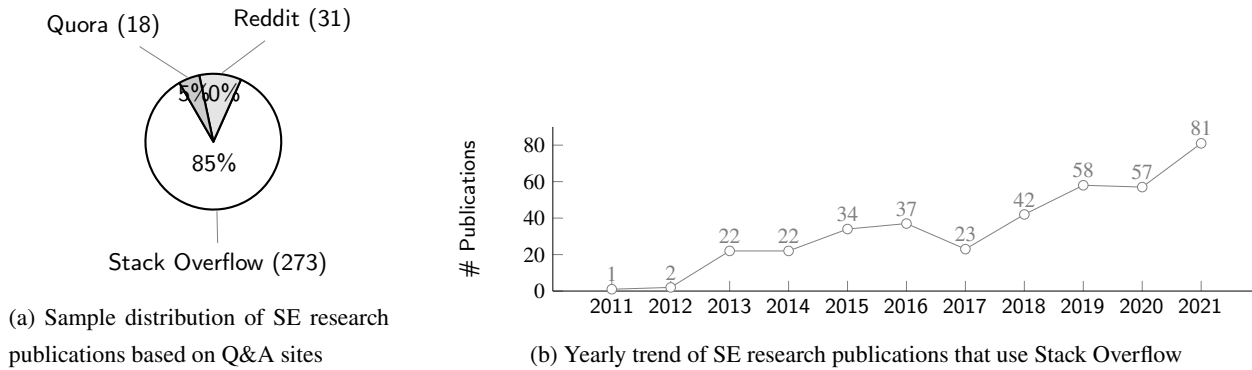 Quora (18)
Reddit (31)
5%
0%
85%
Stack Overflow (273)
(a) Sample distribution of SE research
publications based on Q&A sites
# Publications
80
60
40
20
0
1
2
22
22
34
37
23
42
58
57
81
2011 2012 2013 2014 2015 2016 2017 2018 2019 2020 2021
(b) Yearly trend of SE research publications that use Stack Overflow